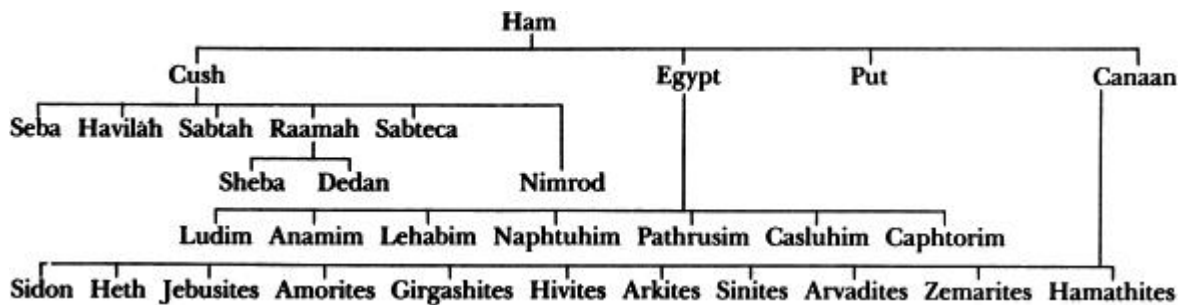 Ham
Cush Egypt Put Canaan
Seba Havilah Sabtah Raamah Sabteca
Sheba Dedan Nimrod
Ludim Anamim Lehabim Naphtuhim Pathrusim Casluhim Caphtorim
Sidon Heth Jebusites Amorites Girgashites Hivites Arkites Sinites Arvadites Zemarites Hamathites